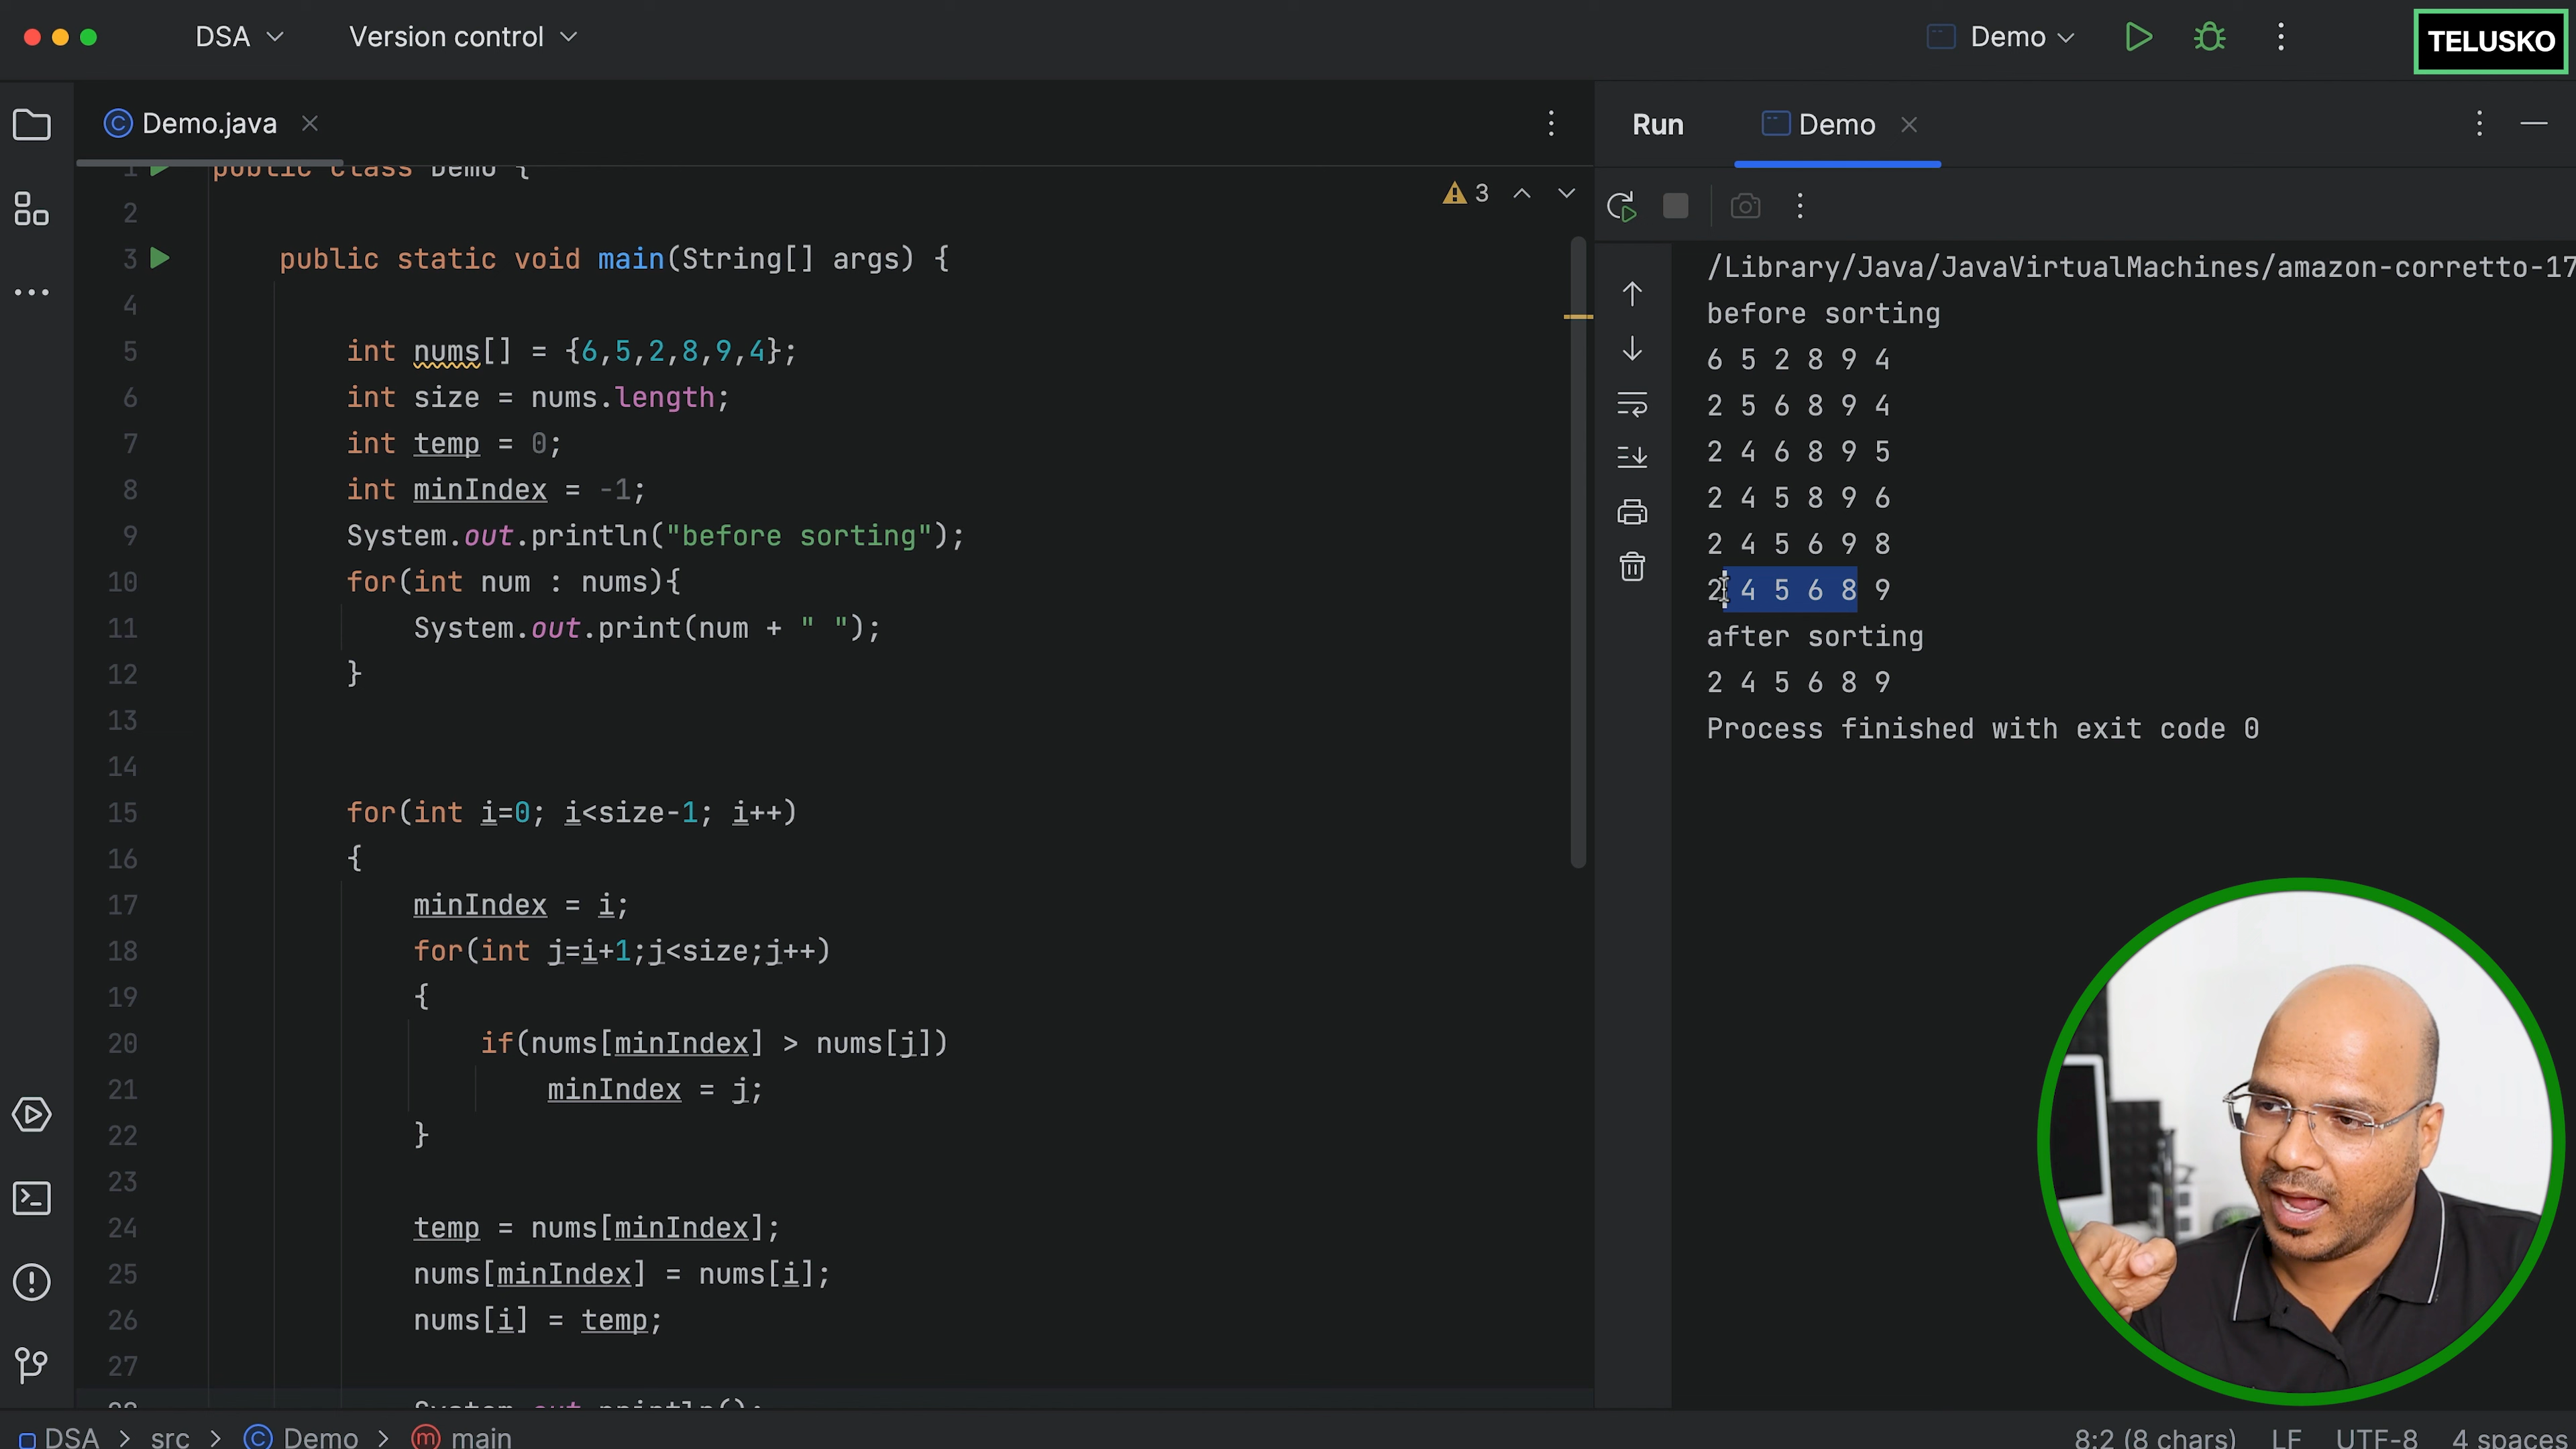 DSA
Version control
Demo
TELUSKO
Demo.java
Run
Demo
3
1 public class Demo {
2
3 public static void main(String[] args) {
4
5 int nums[] = {6,5,2,8,9,4};
6 int size = nums.length;
7 int temp = 0;
8 int minIndex = -1;
9 System.out.println("before sorting");
10 for(int num : nums){
11 System.out.print(num + " ");
12 }
13
14
15 for(int i=0; i<size-1; i++)
16 {
17 minIndex = i;
18 for(int j=i+1;j<size;j++)
19 {
20 if(nums[minIndex] > nums[j])
21 minIndex = j;
22 }
23
24 temp = nums[minIndex];
25 nums[minIndex] = nums[i];
26 nums[i] = temp;
27
28 System.out.println();
/Library/Java/JavaVirtualMachines/amazon-corretto-17
before sorting
6 5 2 8 9 4
2 5 6 8 9 4
2 4 6 8 9 5
2 4 5 8 9 6
2 4 5 6 9 8
2 4 5 6 8 9
after sorting
2 4 5 6 8 9
Process finished with exit code 0
DSA > src > Demo > main
8:2 (8 chars) LF UTF-8 4 spaces